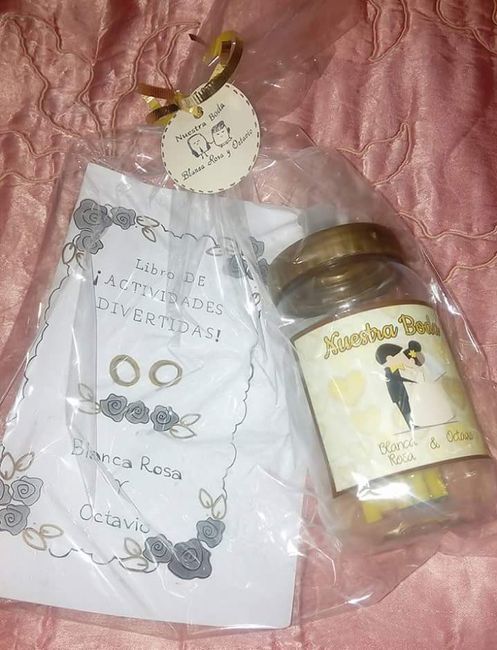 Nuestra Boda
Blanca Rosa y Octavio
Libro DE
¡ACTIVIDADES
DIVERTIDAS!
Blanca Rosa
Y
Octavio
Nuestra Boda
Blanca & Octavio
Rosa